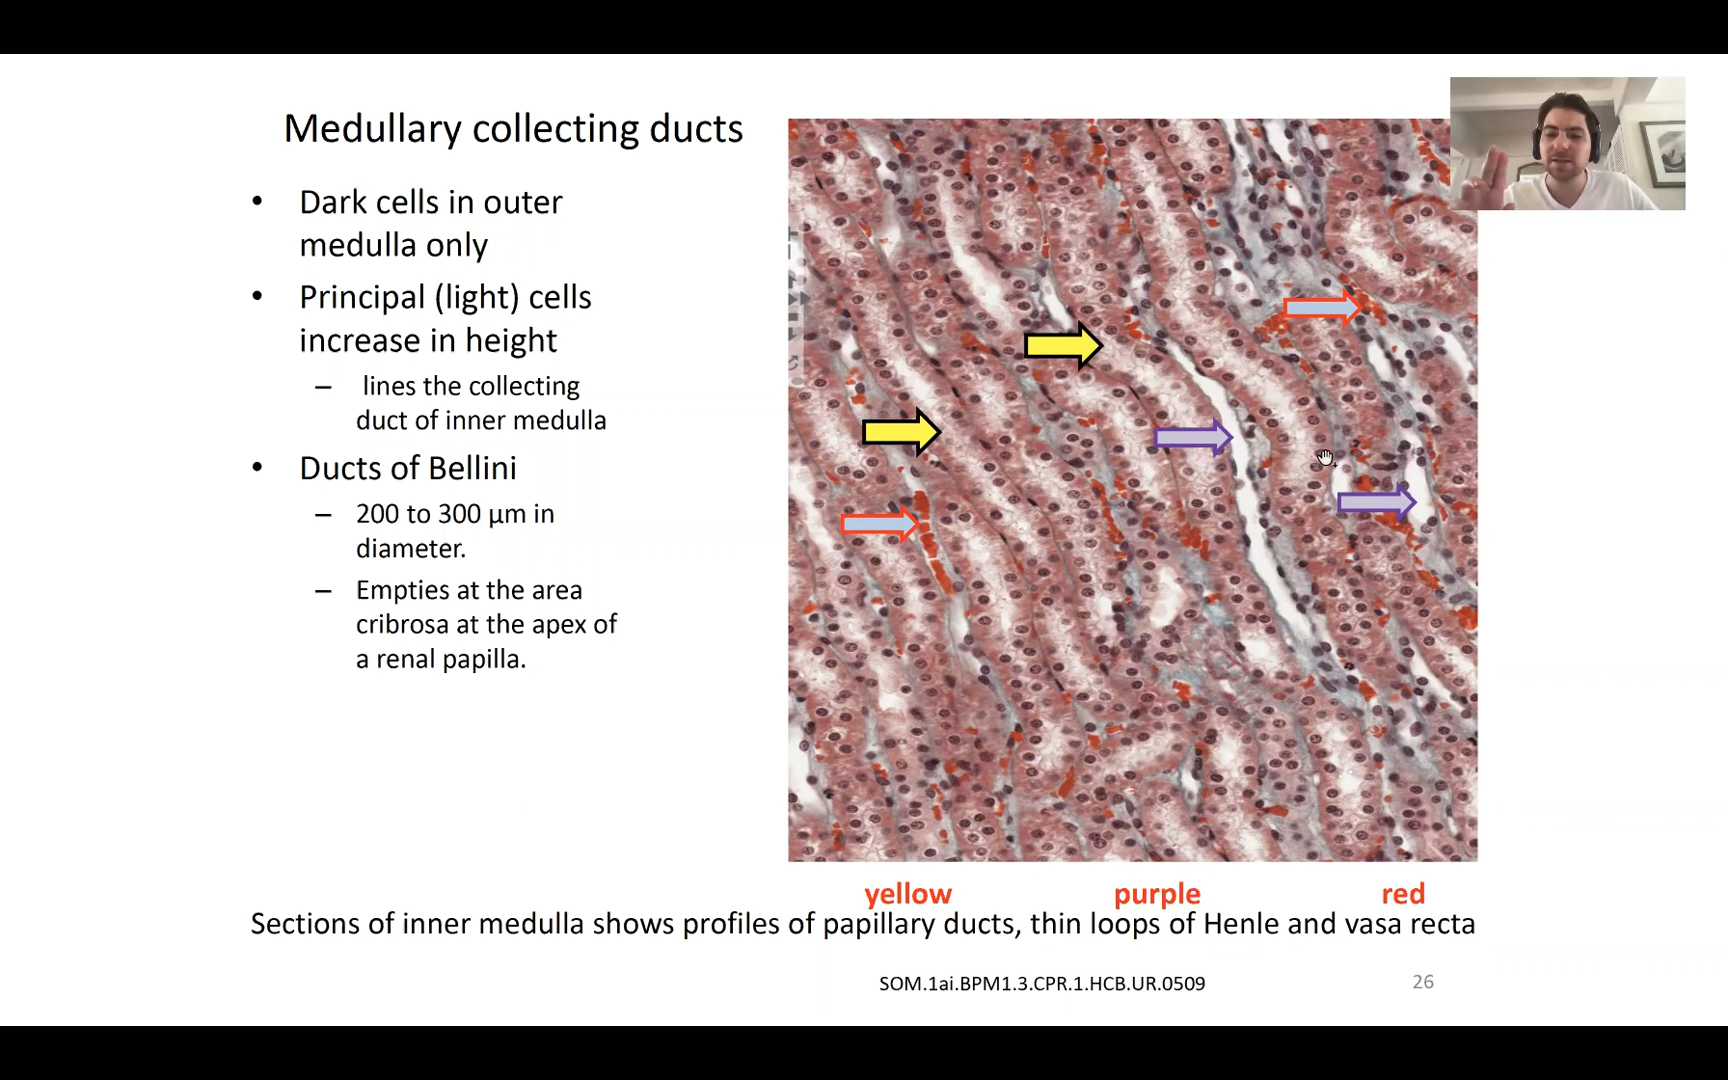 Medullary collecting ducts
• Dark cells in outer
medulla only
• Principal (light) cells
increase in height
– lines the collecting
duct of inner medulla
• Ducts of Bellini
– 200 to 300 µm in
diameter.
– Empties at the area
cribrosa at the apex of
a renal papilla.
yellow purple red
Sections of inner medulla shows profiles of papillary ducts, thin loops of Henle and vasa recta
SOM.1ai.BPM1.3.CPR.1.HCB.UR.0509
26